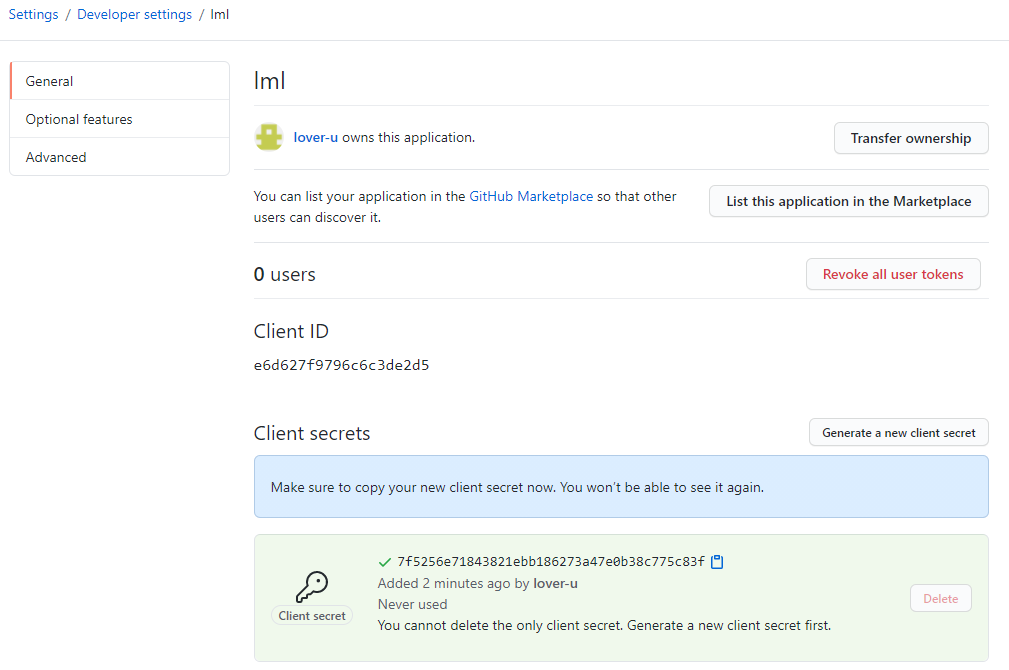 Settings / Developer settings / lml
General
Optional features
Advanced
lml
lover-u owns this application.
Transfer ownership
You can list your application in the GitHub Marketplace so that other
users can discover it.
List this application in the Marketplace
0 users
Revoke all user tokens
Client ID
e6d627f9796c6c3de2d5
Client secrets
Generate a new client secret
Make sure to copy your new client secret now. You won't be able to see it again.
7f5256e71843821ebb186273a47e0b38c775c83f
Added 2 minutes ago by lover-u
Never used
Client secret
You cannot delete the only client secret. Generate a new client secret first.
Delete